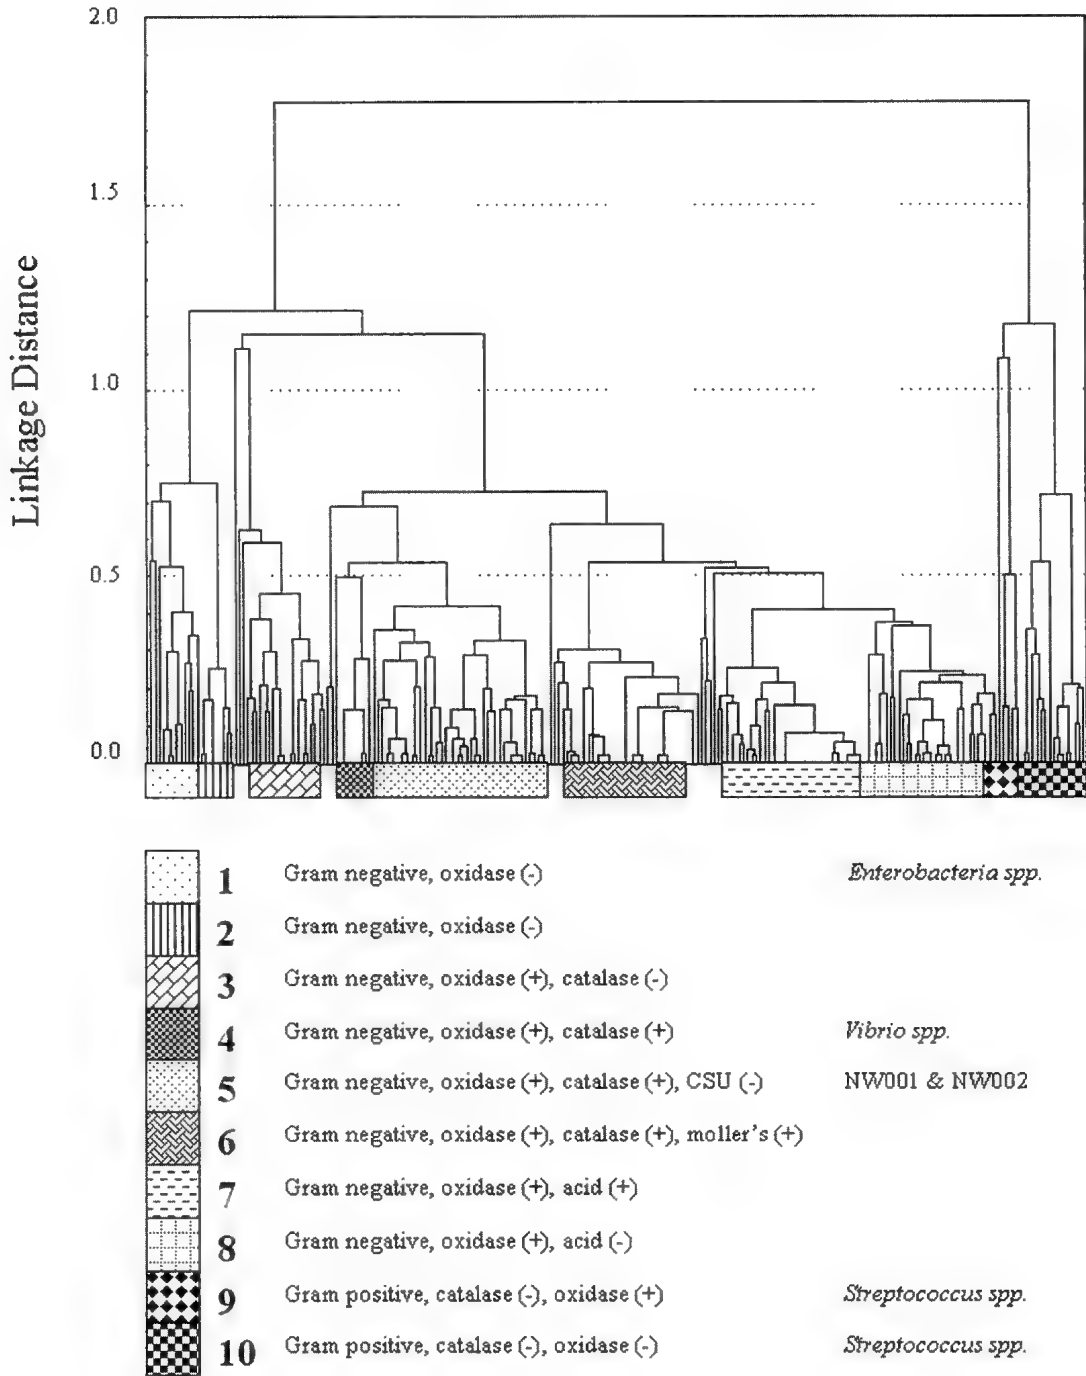 2.0
1.5
1.0
0.5
0.0
Linkage Distance
1 Gram negative, oxidase (-) Enterobacteria spp.
2 Gram negative, oxidase (-)
3 Gram negative, oxidase (+), catalase (-)
4 Gram negative, oxidase (+), catalase (+) Vibrio spp.
5 Gram negative, oxidase (+), catalase (+), CSU (-) NW001 & NW002
6 Gram negative, oxidase (+), catalase (+), moller's (+)
7 Gram negative, oxidase (+), acid (+)
8 Gram negative, oxidase (+), acid (-)
9 Gram positive, catalase (-), oxidase (+) Streptococcus spp.
10 Gram positive, catalase (-), oxidase (-) Streptococcus spp.